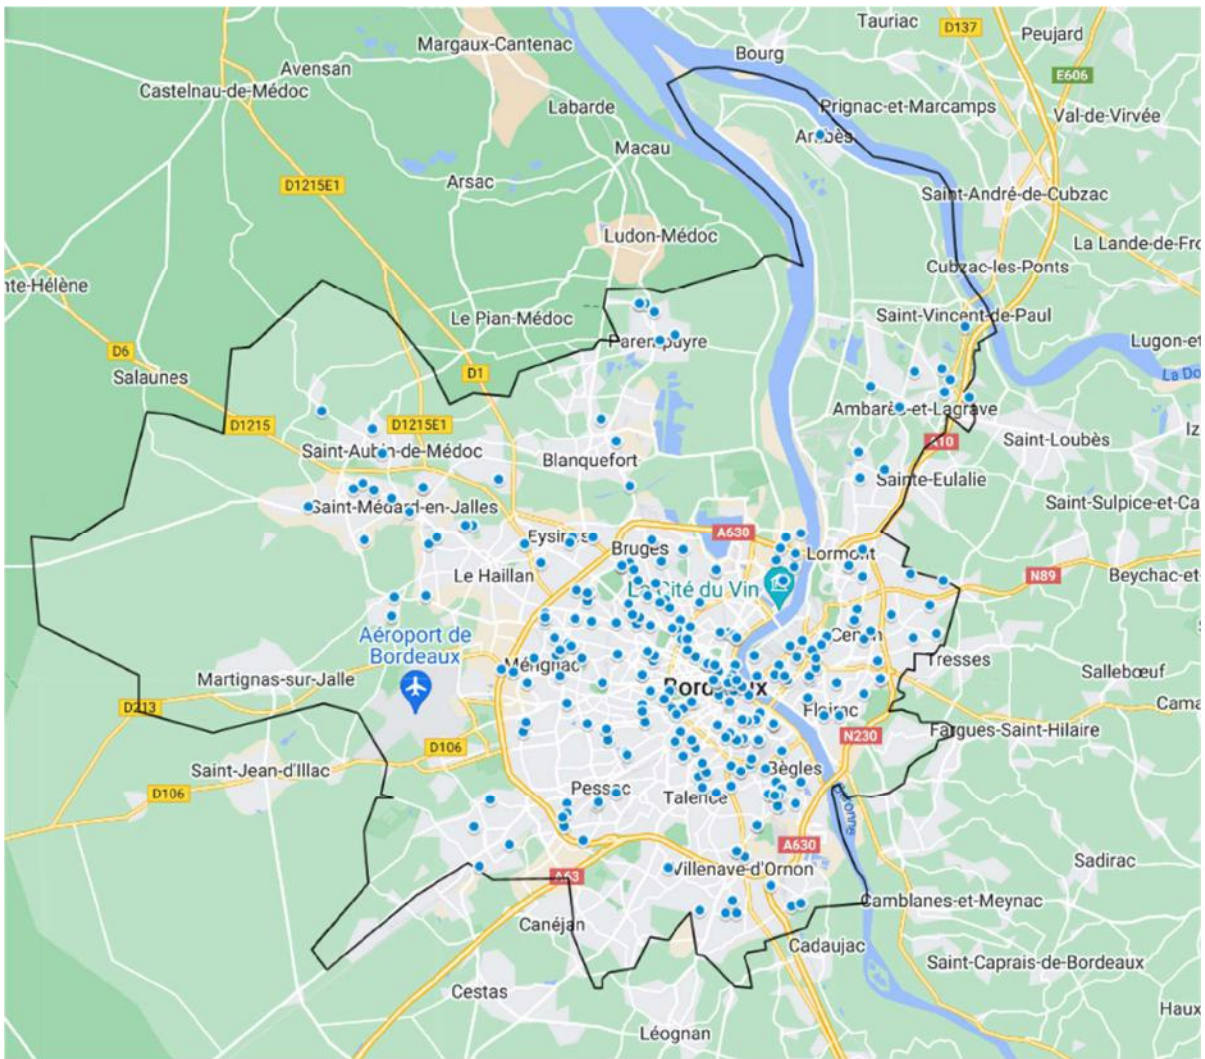 Tauriac
D137
Peujard
Margaux-Cantenac
Bourg
Avensan
E606
Castelnau-de-Médoc
Labarde
Prignac-et-Marcamps
Val-de-Virvée
Ambès
Macau
Arsac
D1215E1
Saint-André-de-Cubzac
Ludon-Médoc
La Lande-de-Fro
Cubzac-les-Ponts
nte-Hélène
Le Pian-Médoc
Saint-Vincent-de-Paul
Parempuyre
Lugon-et
D6
Salaunes
D1
La Do
Ambarès-et-Lagrave
D1215
D1215E1
Iz
A10
Saint-Loubès
Saint-Aubin-de-Médoc
Blanquefort
Sainte-Eulalie
Saint-Médard-en-Jalles
Saint-Sulpice-et-Ca
Eysines
Bruges
A630
Lormont
Le Haillan
N89
Beychac-et-
La Cité du Vin
Aéroport de
Bordeaux
Cenon
Mérignac
Tresses
Martignas-sur-Jalle
Bordeaux
Sallebœuf
D213
Floirac
Cama
N230
Fargues-Saint-Hilaire
D106
Saint-Jean-d'Illac
Bègles
D106
Pessac
Talence
Garonne
A630
Villenave-d'Ornon
Sadirac
A63
Camblanes-et-Meynac
Canéjan
Cadaujac
Saint-Caprais-de-Bordeaux
Cestas
Haux
Léognan